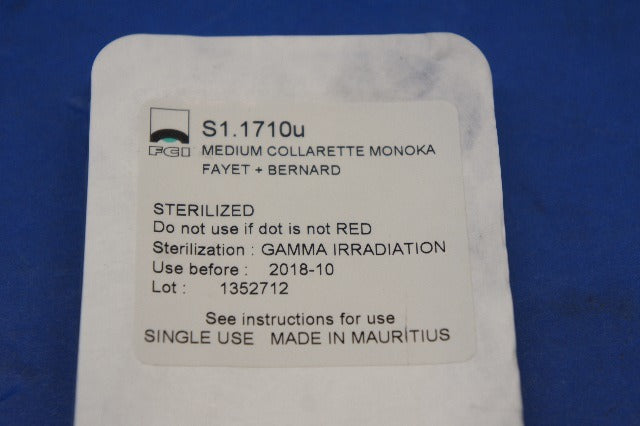 S1.1710u
FCI
MEDIUM COLLARETTE MONOKA
FAYET + BERNARD
STERILIZED
Do not use if dot is not RED
Sterilization : GAMMA IRRADIATION
Use before : 2018-10
Lot : 1352712
See instructions for use
SINGLE USE MADE IN MAURITIUS